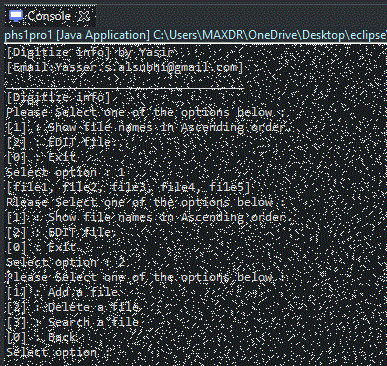 Console
phs1pro1 [Java Application] C:\Users\MAXDR\OneDrive\Desktop\eclipse
[Digitize info] by Yasir
[Email:Yasser.s.alsubhi@gmail.com]
[Digitize info]
Please Select one of the options below :
[1] : Show file names in Ascending order.
[2] : EDIT file.
[0] : Exit.
Select option : 1
[file1, file2, file3, file4, file5]
Please Select one of the options below :
[1] : Show file names in Ascending order.
[2] : EDIT file.
[0] : Exit.
Select option : 2
Please Select one of the options below :
[1] : Add a file
[2] : Delete a file
[3] : Search a file
[0] : Back
Select option :